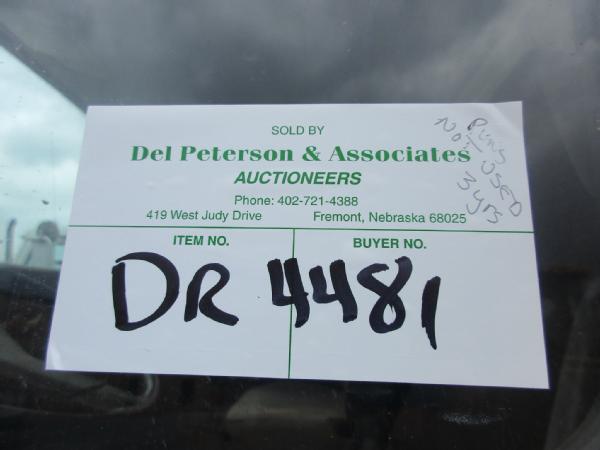 SOLD BY
Del Peterson & Associates
AUCTIONEERS
Phone: 402-721-4388
419 West Judy Drive Fremont, Nebraska 68025
RUNS
NOT USED
3 yrs
ITEM NO. BUYER NO.
DR 4481